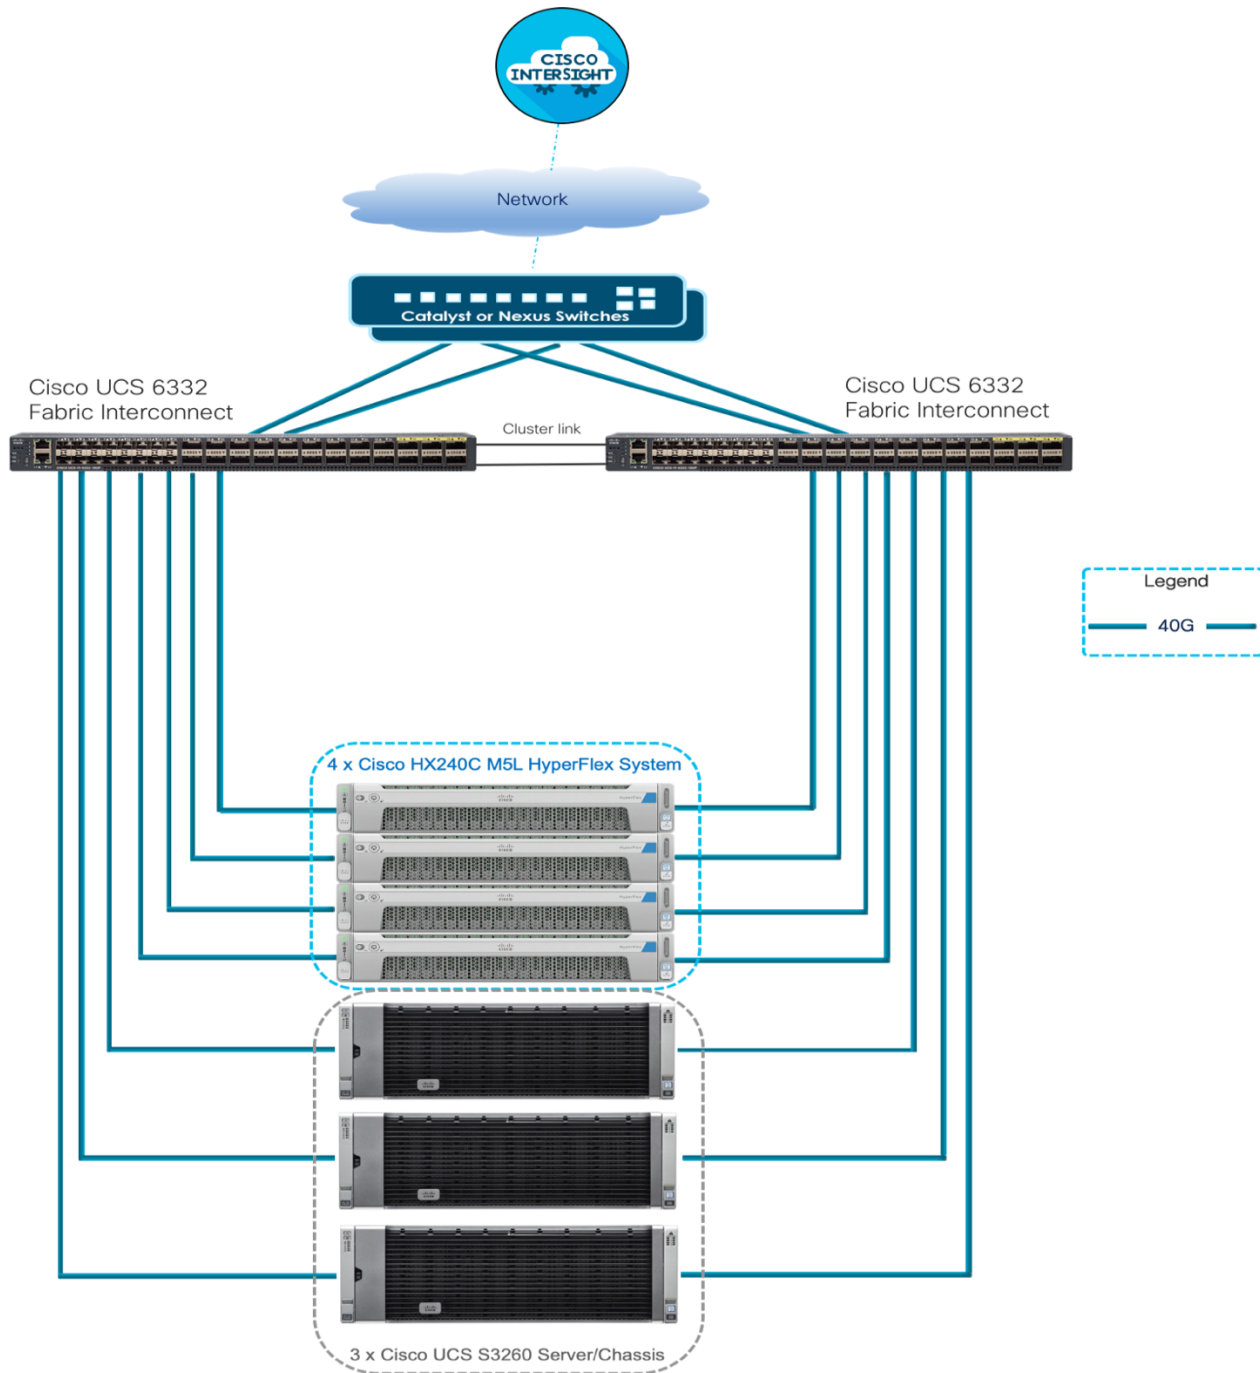 CISCO
INTERSIGHT
Network
Catalyst or Nexus Switches
Cisco UCS 6332
Fabric Interconnect
Cisco UCS 6332
Fabric Interconnect
Cluster link
Legend
40G
4 x Cisco HX240C M5L HyperFlex System
3 x Cisco UCS S3260 Server/Chassis